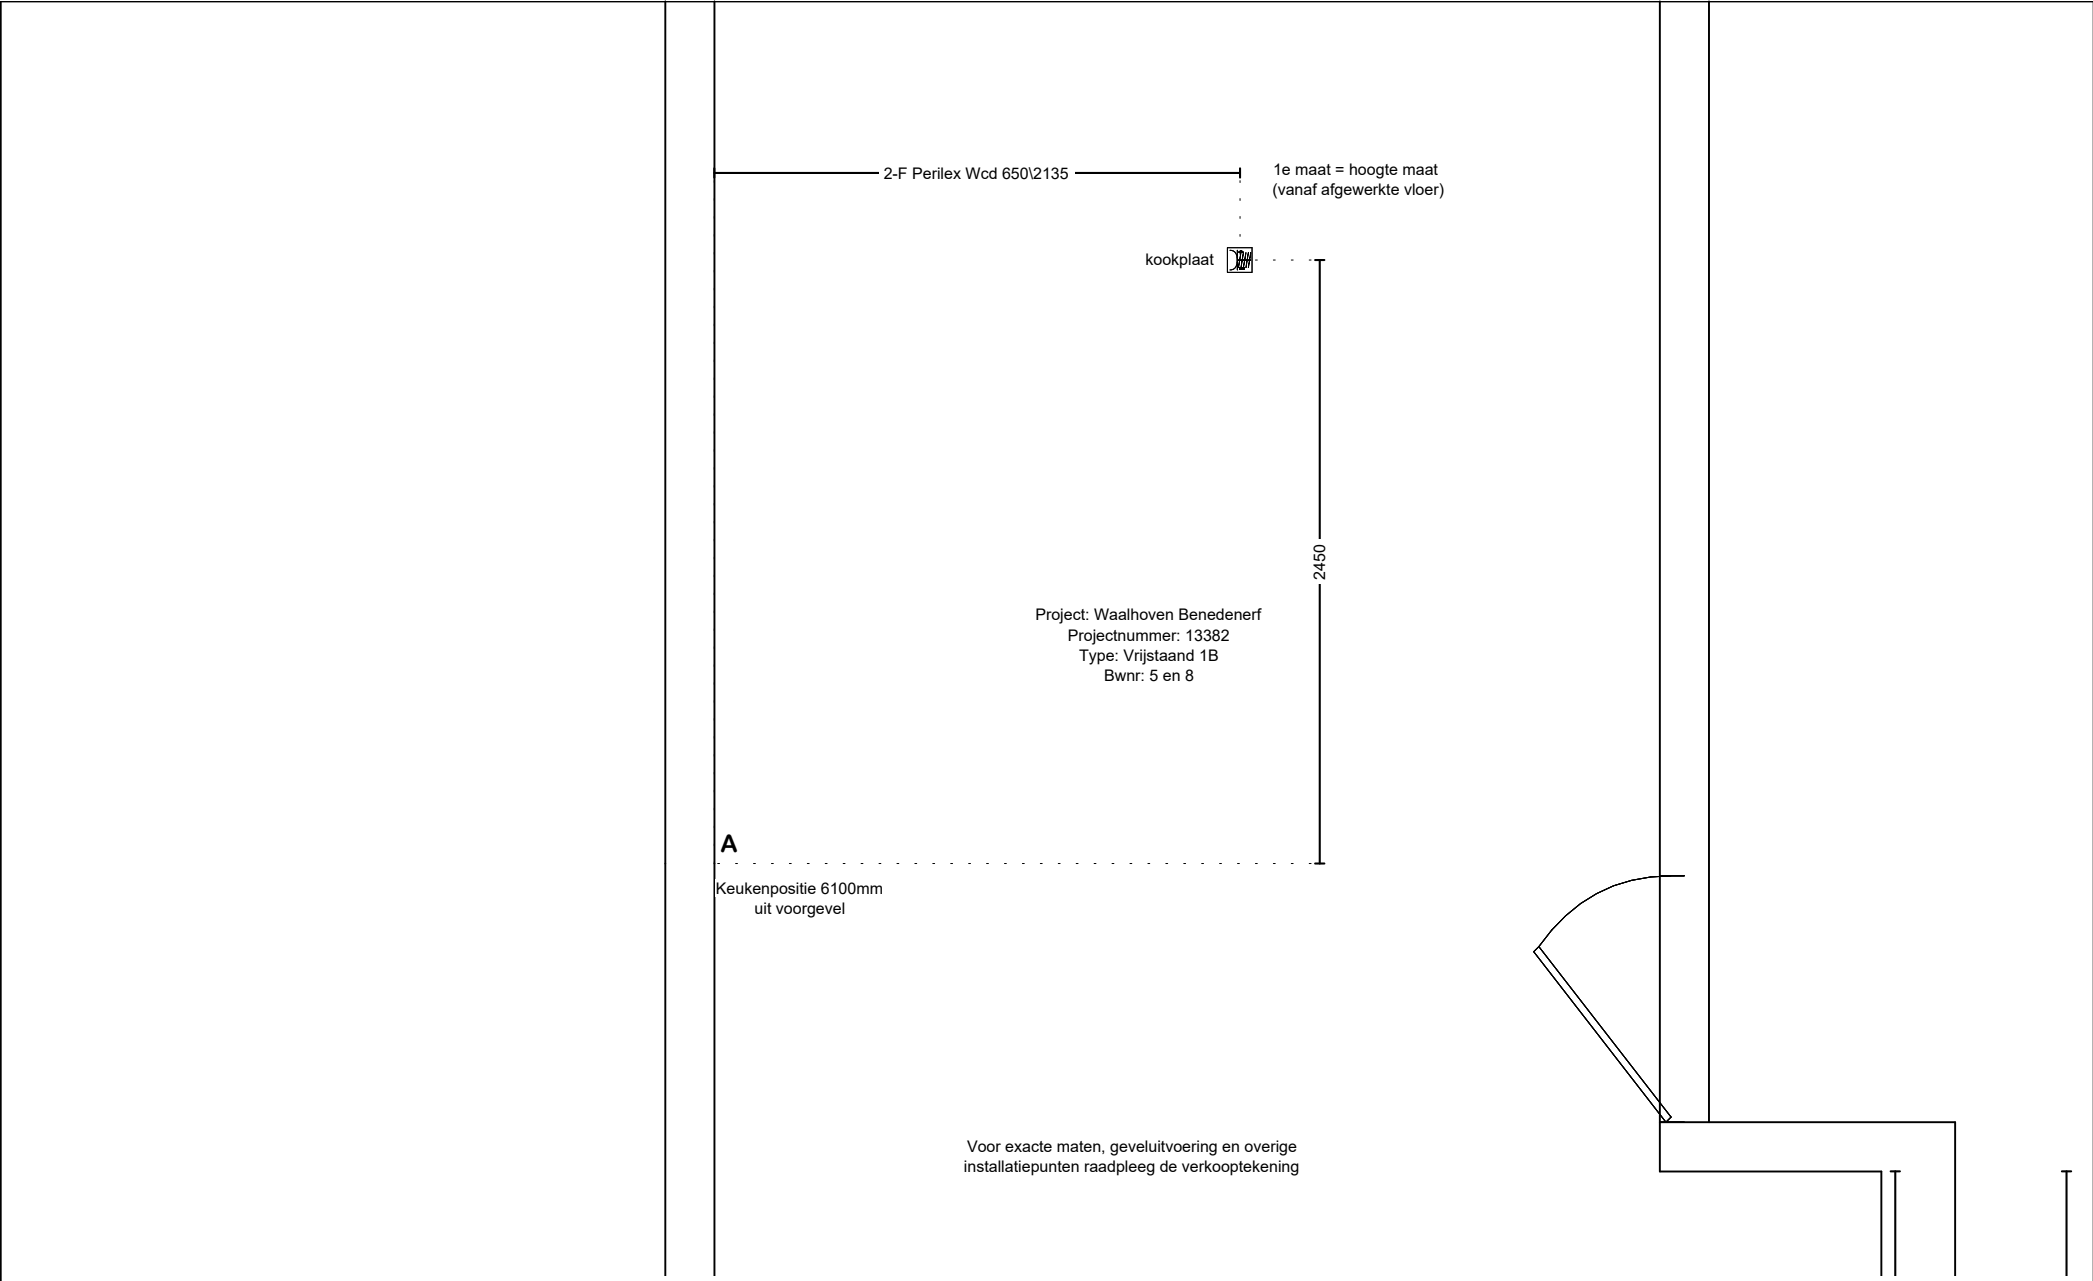 2-F Perilex Wcd 650\2135
1e maat = hoogte maat
(vanaf afgewerkte vloer)
kookplaat
2450
Project: Waalhoven Benedenerf
Projectnummer: 13382
Type: Vrijstaand 1B
Bwnr: 5 en 8
A
Keukenpositie 6100mm
uit voorgevel
Voor exacte maten, geveluitvoering en overige
installatiepunten raadpleeg de verkooptekening